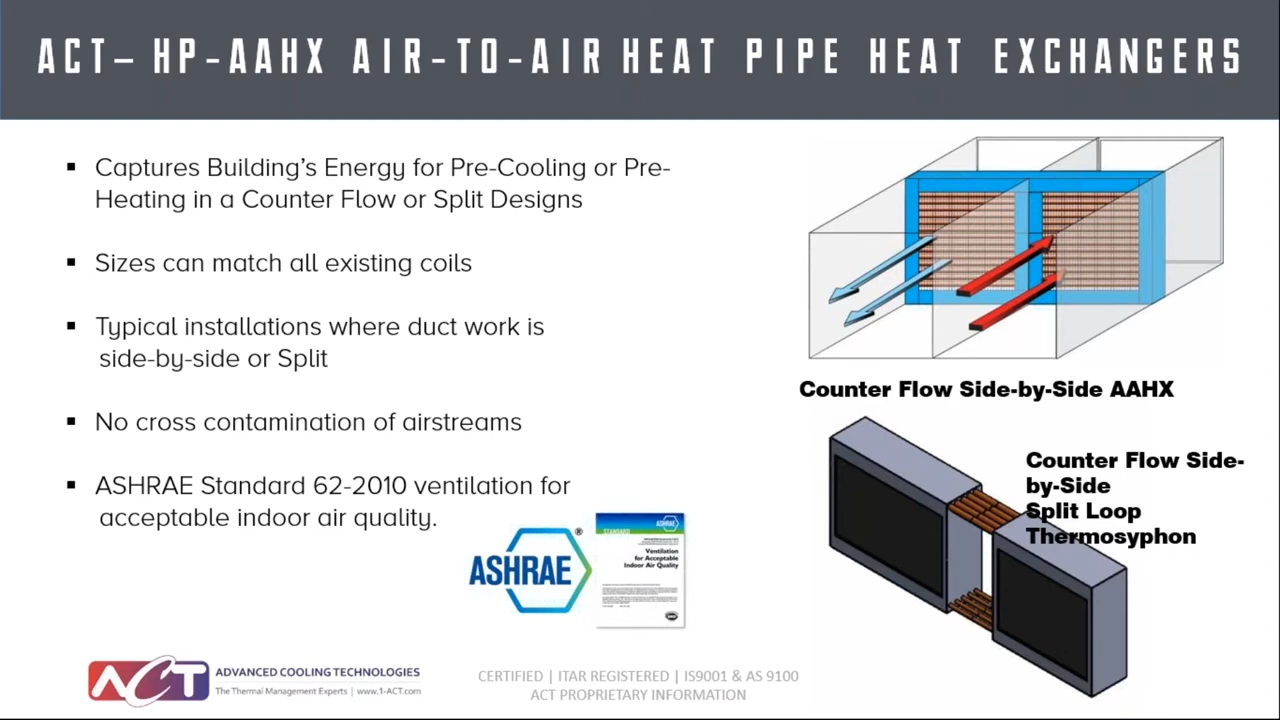 ACT– HP-AAHX AIR-TO-AIR HEAT PIPE HEAT EXCHANGERS
▪ Captures Building’s Energy for Pre-Cooling or Pre-
Heating in a Counter Flow or Split Designs
▪ Sizes can match all existing coils
▪ Typical installations where duct work is
side-by-side or Split
▪ No cross contamination of airstreams
▪ ASHRAE Standard 62-2010 ventilation for
acceptable indoor air quality.
Counter Flow Side-by-Side AAHX
Counter Flow Side-
by-Side
Split Loop
Thermosyphon
ASHRAE®
STANDARD
ASHRAE
Ventilation
for Acceptable
Indoor Air Quality
ACT
ADVANCED COOLING TECHNOLOGIES
The Thermal Management Experts | www.1-ACT.com
CERTIFIED | ITAR REGISTERED | IS9001 & AS 9100
ACT PROPRIETARY INFORMATION